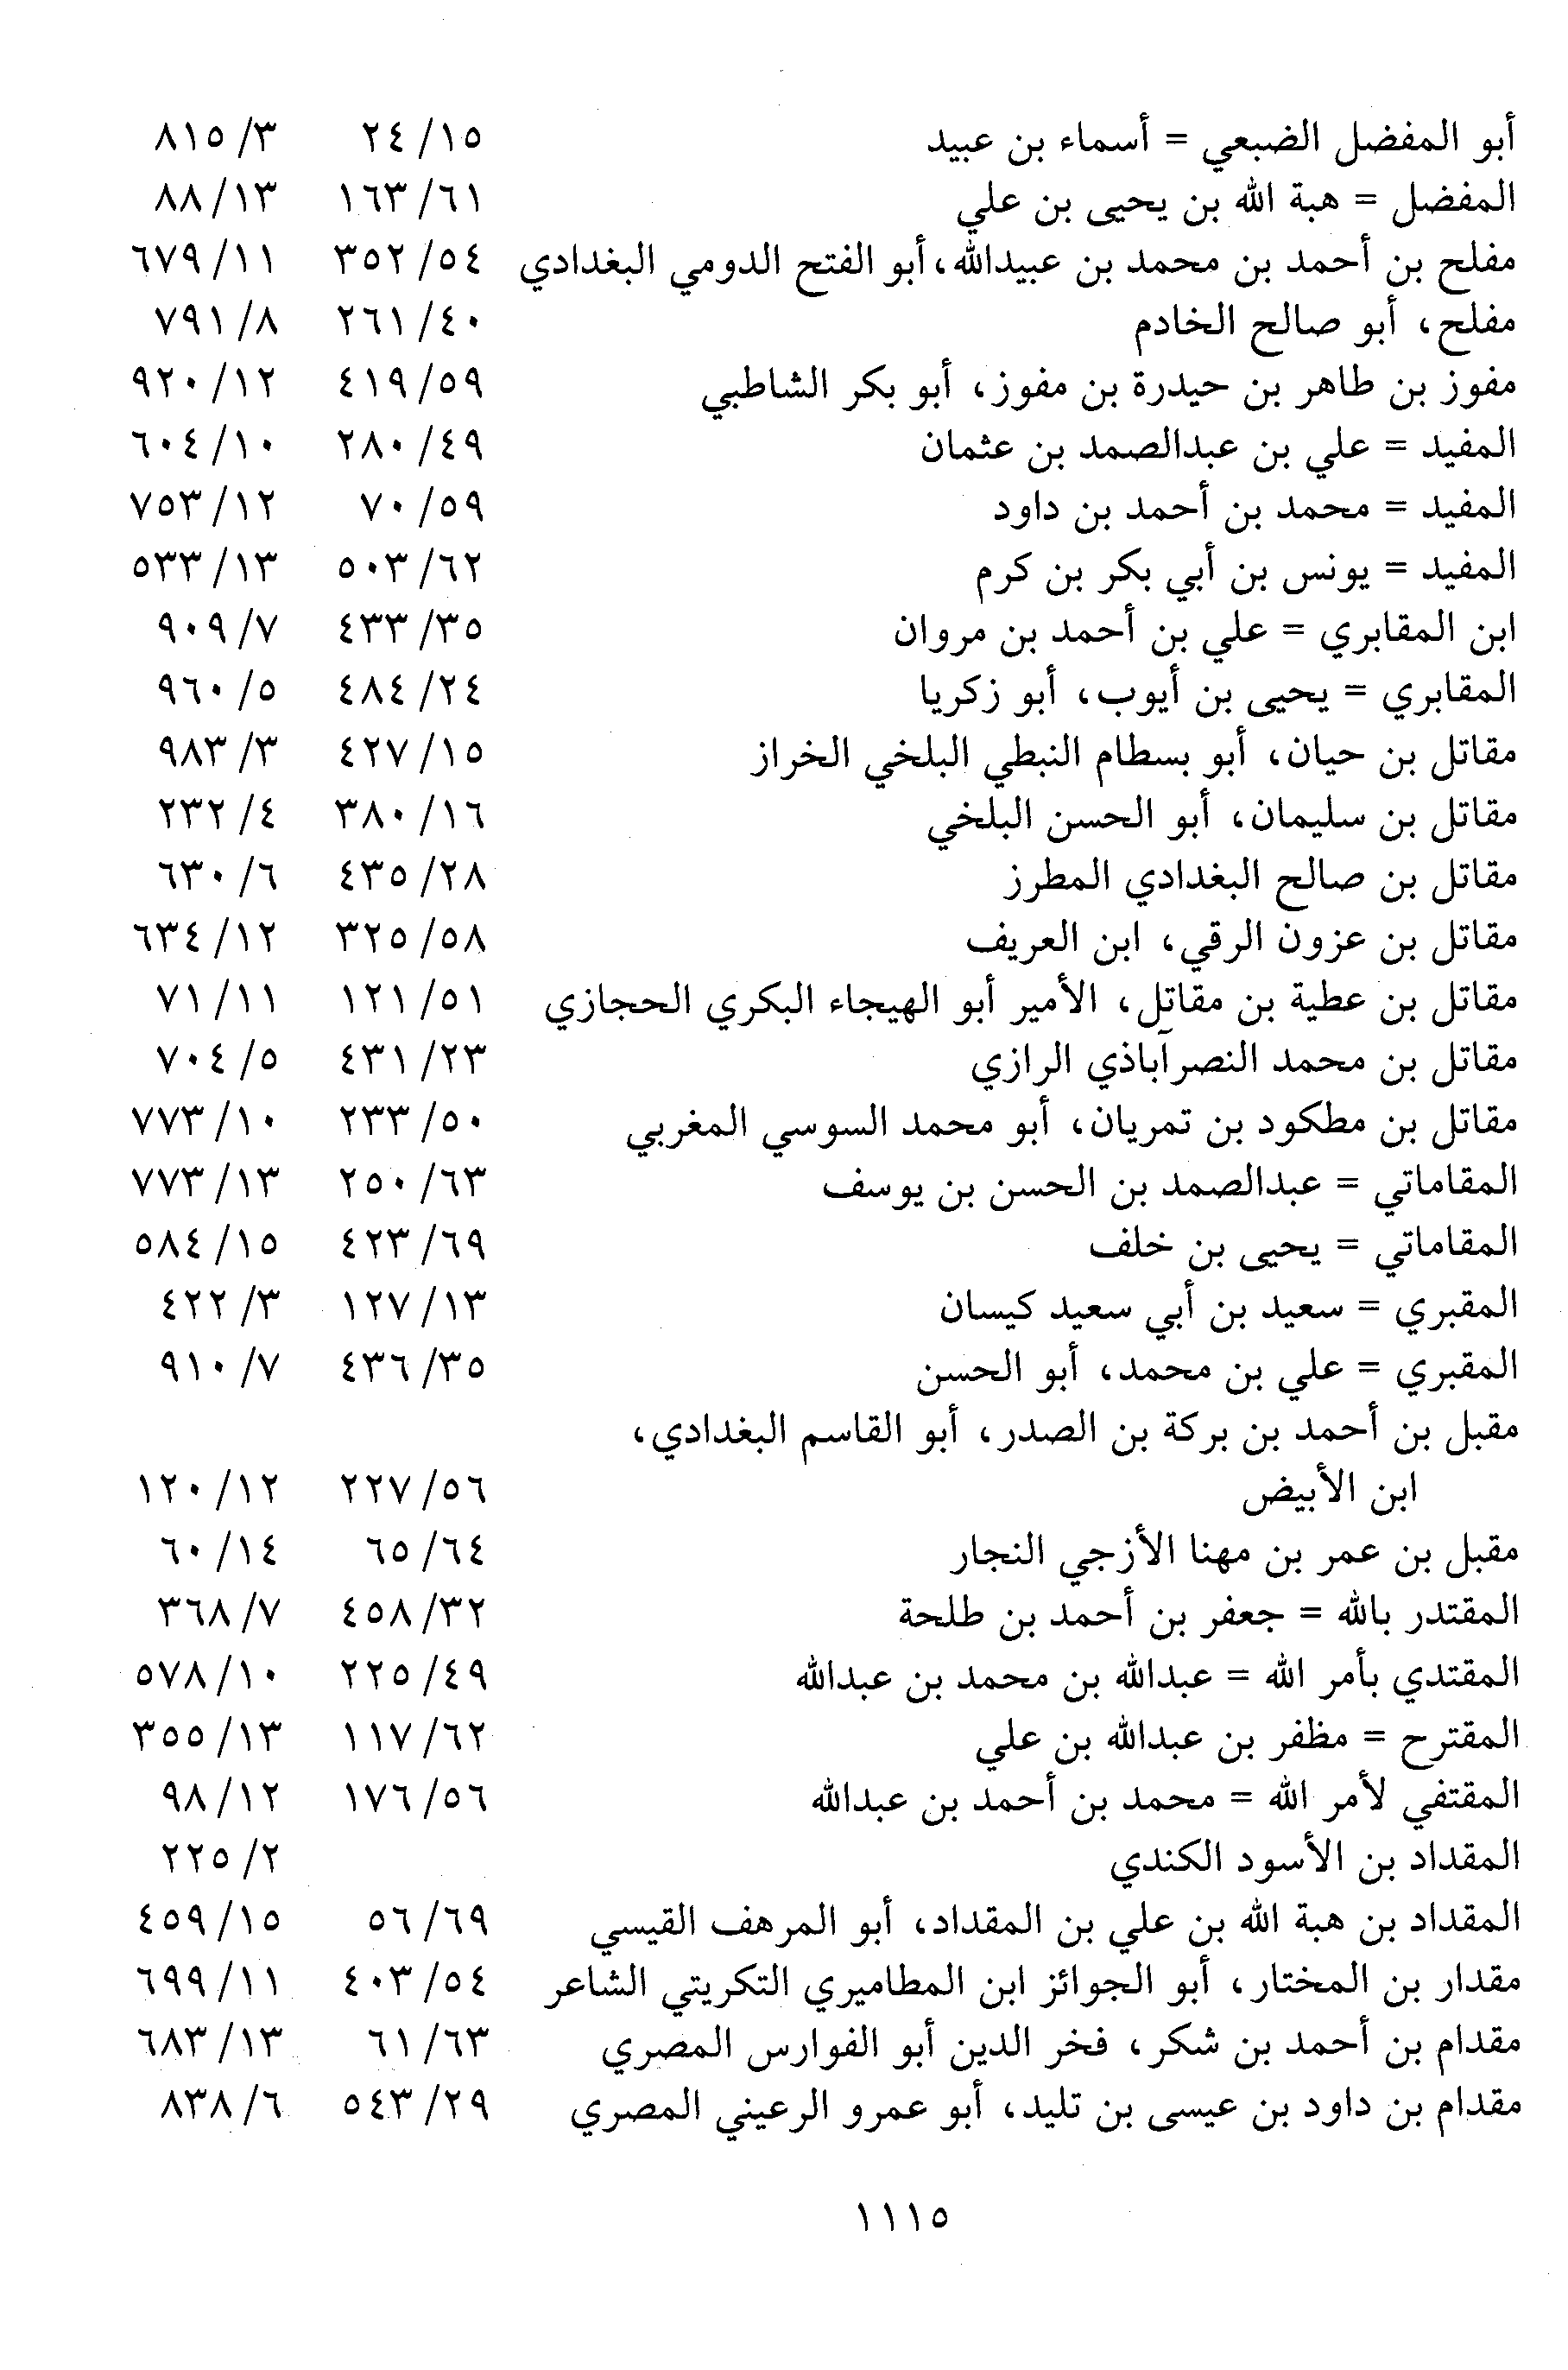 أبو المفضل الضبعي = أسماء بن عبيد ١٥/ ٢٤ ٣/ ٨١٥
المفضل = هبة الله بن يحيى بن علي ٦١/ ١٦٣ ١٣/ ٨٨
مفلح بن أحمد بن محمد بن عبيدالله، أبو الفتح الدومي البغدادي ٥٤/ ٣٥٢ ١١/ ٦٧٩
مفلح، أبو صالح الخادم ٤٠/ ٢٦١ ٨/ ٧٩١
مفوز بن طاهر بن حيدرة بن مفوز، أبو بكر الشاطبي ٥٩/ ٤١٩ ١٢/ ٩٢٠
المفيد = علي بن عبدالصمد بن عثمان ٤٩/ ٢٨٠ ١٠/ ٦٠٤
المفيد = محمد بن أحمد بن داود ٥٩/ ٧٠ ١٢/ ٧٥٣
المفيد = يونس بن أبي بكر بن كرم ٦٢/ ٥٠٣ ١٣/ ٥٣٣
ابن المقابري = علي بن أحمد بن مروان ٣٥/ ٤٣٣ ٧/ ٩٠٩
المقابري = يحيى بن أيوب، أبو زكريا ٢٤/ ٤٨٤ ٥/ ٩٦٠
مقاتل بن حيان، أبو بسطام النبطي البلخي الخراز ١٥/ ٤٢٧ ٣/ ٩٨٣
مقاتل بن سليمان، أبو الحسن البلخي ١٦/ ٣٨٠ ٤/ ٢٣٢
مقاتل بن صالح البغدادي المطرز ٢٨/ ٤٣٥ ٦/ ٦٣٠
مقاتل بن عزون الرقي، ابن العريف ٥٨/ ٣٢٥ ١٢/ ٦٣٤
مقاتل بن عطية بن مقاتل، الأمير أبو الهيجاء البكري الحجازي ٥١/ ١٢١ ١١/ ٧١
مقاتل بن محمد النصرآباذي الرازي ٢٣/ ٤٣١ ٥/ ٧٠٤
مقاتل بن مطكود بن تمريان، أبو محمد السوسي المغربي ٥٠/ ٢٣٣ ١٠/ ٧٧٣
المقاماتي = عبدالصمد بن الحسن بن يوسف ٦٣/ ٢٥٠ ١٣/ ٧٧٣
المقاماتي = يحيى بن خلف ٦٩/ ٤٢٣ ١٥/ ٥٨٤
المقبري = سعيد بن أبي سعيد كيسان ١٣/ ١٢٧ ٣/ ٤٢٢
المقبري = علي بن محمد، أبو الحسن ٣٥/ ٤٣٦ ٧/ ٩١٠
مقبل بن أحمد بن بركة بن الصدر، أبو القاسم البغدادي،
ابن الأبيض ٥٦/ ٢٢٧ ١٢/ ١٢٠
مقبل بن عمر بن مهنا الأزجي النجار ٦٤/ ٦٥ ١٤/ ٦٠
المقتدر بالله = جعفر بن أحمد بن طلحة ٣٢/ ٤٥٨ ٧/ ٣٦٨
المقتدي بأمر الله = عبدالله بن محمد بن عبدالله ٤٩/ ٢٢٥ ١٠/ ٥٧٨
المقترح = مظفر بن عبدالله بن علي ٦٢/ ١١٧ ١٣/ ٣٥٥
المقتفي لأمر الله = محمد بن أحمد بن عبدالله ٥٦/ ١٧٦ ١٢/ ٩٨
المقداد بن الأسود الكندي ٢/ ٢٢٥
المقداد بن هبة الله بن علي بن المقداد، أبو المرهف القيسي ٦٩/ ٥٦ ١٥/ ٤٥٩
مقدار بن المختار، أبو الجوائز ابن المطاميري التكريتي الشاعر ٥٤/ ٤٠٣ ١١/ ٦٩٩
مقدام بن أحمد بن شكر، فخر الدين أبو الفوارس المصري ٦٣/ ٦١ ١٣/ ٦٨٣
مقدام بن داود بن عيسى بن تليد، أبو عمرو الرعيني المصري ٢٩/ ٥٤٣ ٦/ ٨٣٨
١١١٥